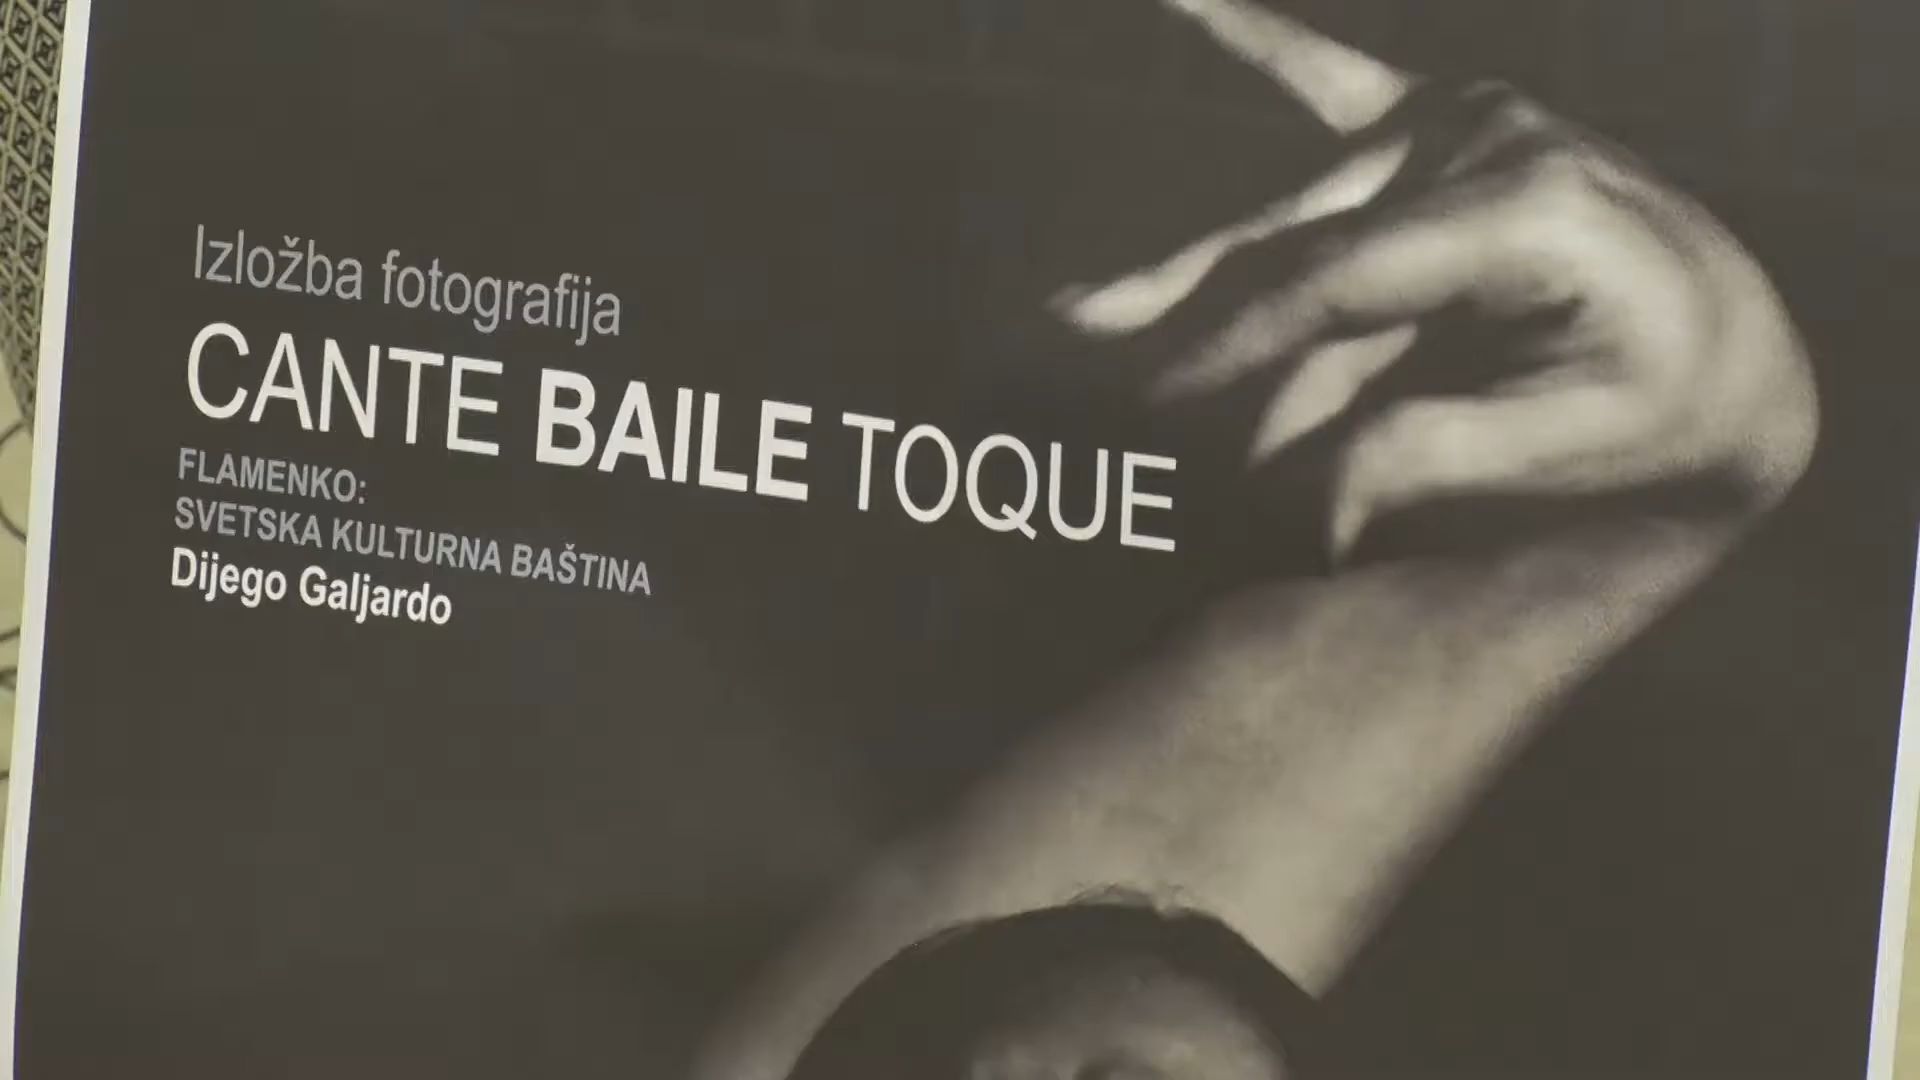 Izložba fotografija
CANTE BAILE TOQUE
FLAMENKO:
SVETSKA KULTURNA BAŠTINA
Dijego Galjardo